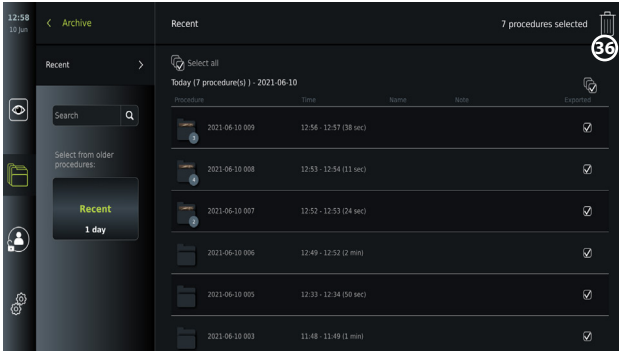 12:58
10 Jun
Archive
Recent
7 procedures selected
36
Recent
Select all
Today (7 procedure(s) ) - 2021-06-10
Procedure Time Name Note Exported
Search
2021-06-10 009 12:56 - 12:57 (38 sec)
3
Select from older
procedures:
2021-06-10 008 12:53 - 12:54 (11 sec)
4
Recent
1 day
2021-06-10 007 12:52 - 12:53 (24 sec)
2
2021-06-10 006 12:49 - 12:52 (2 min)
2021-06-10 005 12:33 - 12:34 (50 sec)
2021-06-10 003 11:48 - 11:49 (1 min)